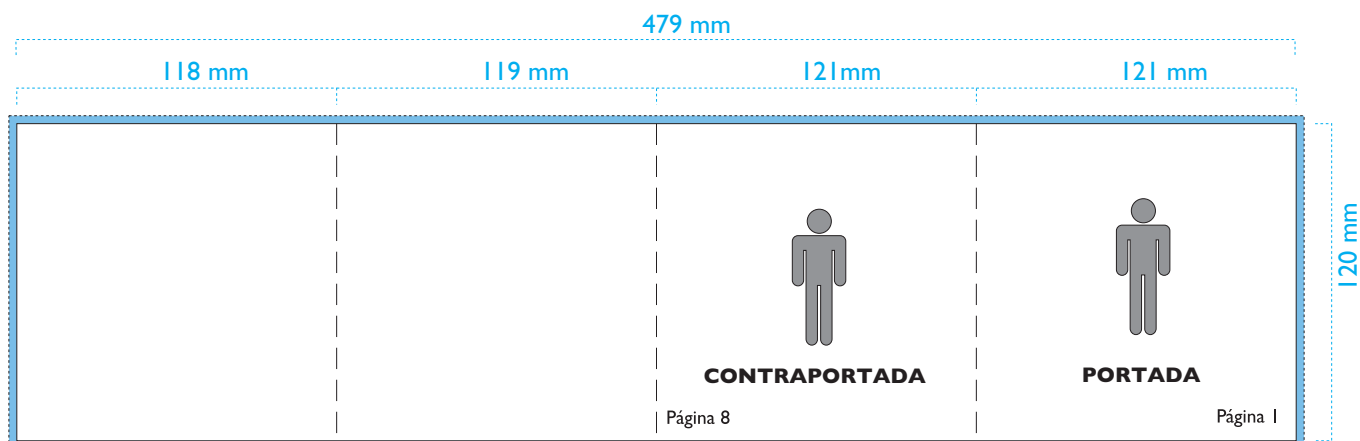 479 mm
118 mm
119 mm
121mm
121 mm
120 mm
CONTRAPORTADA
PORTADA
Página 8
Página 1